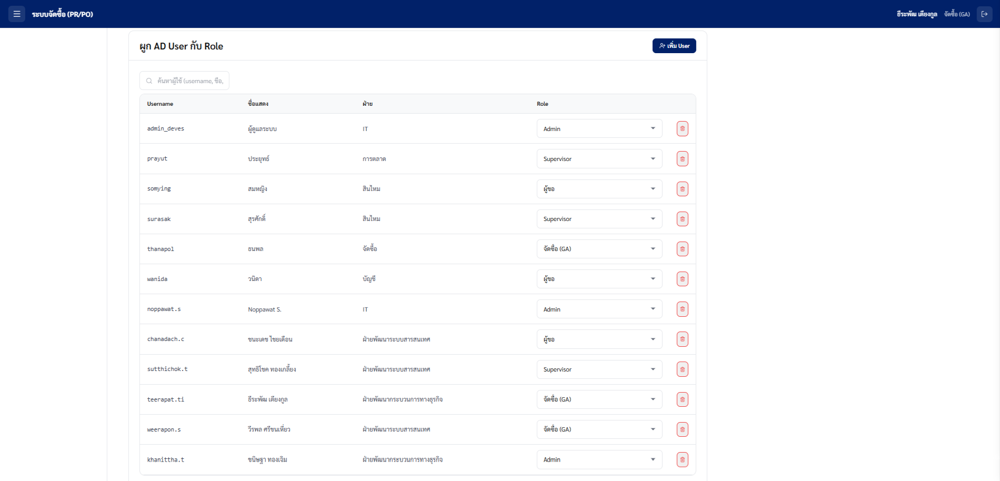 ระบบจัดซื้อ (PR/PO)
ธีระพัฒ เตียงกูล จัดซื้อ (GA)
ผูก AD User กับ Role
เพิ่ม User
ค้นหาผู้ใช้ (username, ชื่อ,
Username ชื่อแสดง ฝ่าย Role
admin_deves ผู้ดูแลระบบ IT Admin
prayut ประยุทธ์ การตลาด Supervisor
somying สมหญิง สินไหม ผู้ขอ
surasak สุรศักดิ์ สินไหม Supervisor
thanapol ธนพล จัดซื้อ จัดซื้อ (GA)
wanida วนิดา บัญชี ผู้ขอ
noppawat.s Noppawat S. IT Admin
chanadach.c ชนะเดช ไชยเดือน ฝ่ายพัฒนาระบบสารสนเทศ ผู้ขอ
sutthichok.t สุทธิโชค ทองเกลี้ยง ฝ่ายพัฒนาระบบสารสนเทศ Supervisor
teerapat.ti ธีระพัฒ เตียงกูล ฝ่ายพัฒนากระบวนการทางธุรกิจ จัดซื้อ (GA)
weerapon.s วีรพล ศรีขนเหี่ยว ฝ่ายพัฒนาระบบสารสนเทศ จัดซื้อ (GA)
khanittha.t ขนิษฐา ทองเจิม ฝ่ายพัฒนากระบวนการทางธุรกิจ Admin